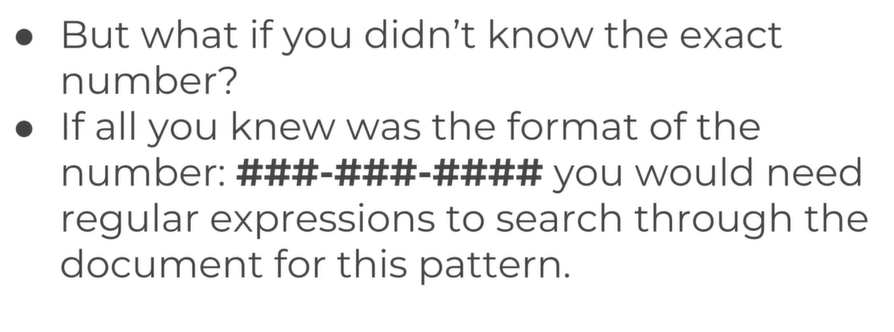 ● But what if you didn’t know the exact
number?
● If all you knew was the format of the
number: ###-###-#### you would need
regular expressions to search through the
document for this pattern.